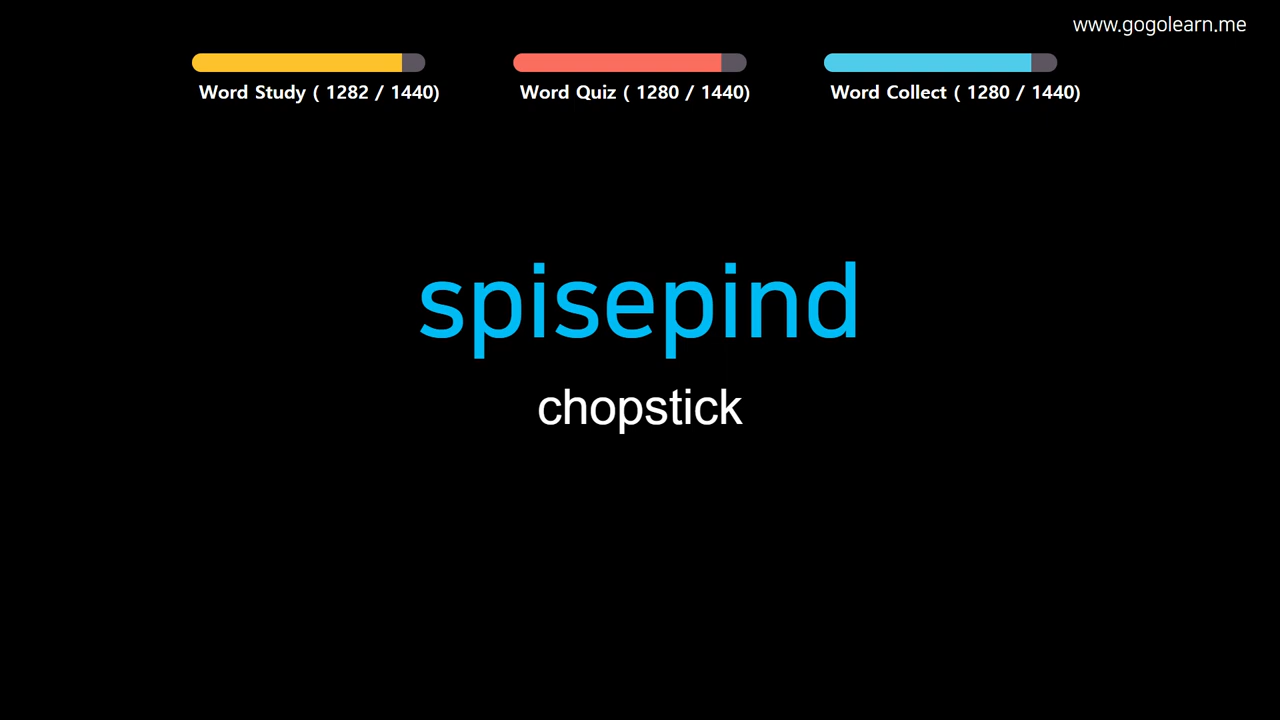 www.gogolearn.me
Word Study ( 1282 / 1440)
Word Quiz ( 1280 / 1440)
Word Collect ( 1280 / 1440)
spisepind
chopstick